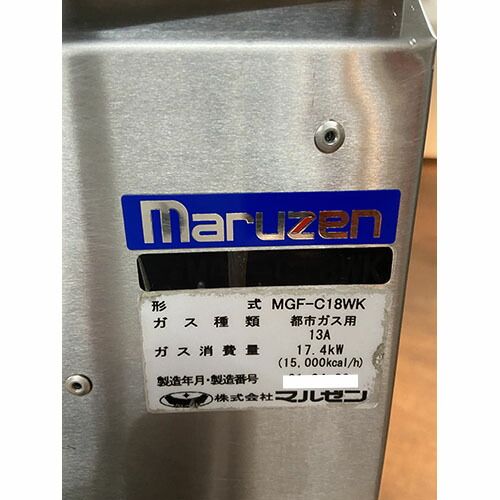 maruzen
形 式 MGF-C18WK
ガス種類 都市ガス用
13A
ガス消費量 17.4kW
(15,000kcal/h)
製造年月・製造番号
株式会社マルゼン